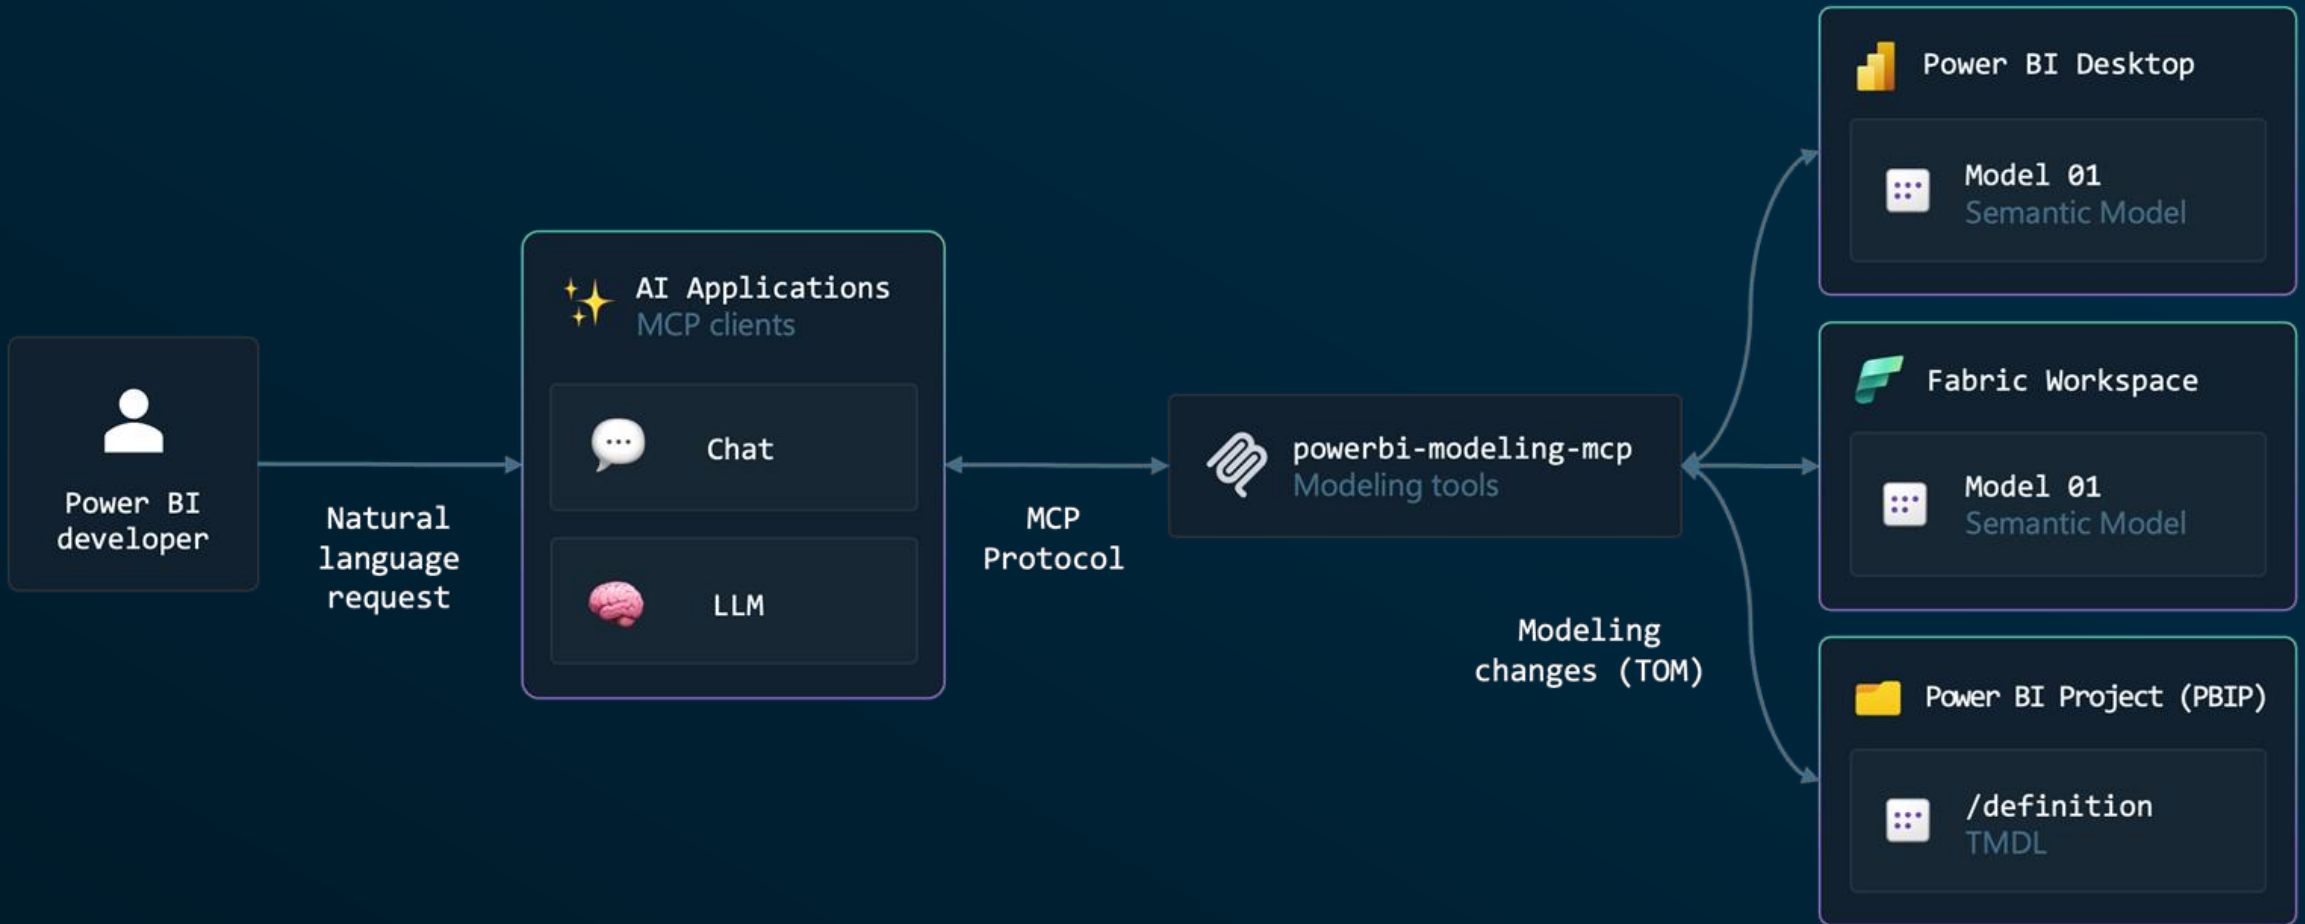 Power BI
developer
Natural
language
request
AI Applications
MCP clients
Chat
LLM
MCP
Protocol
powerbi-modeling-mcp
Modeling tools
Modeling
changes (TOM)
Power BI Desktop
Model 01
Semantic Model
Fabric Workspace
Model 01
Semantic Model
Power BI Project (PBIP)
/definition
TMDL